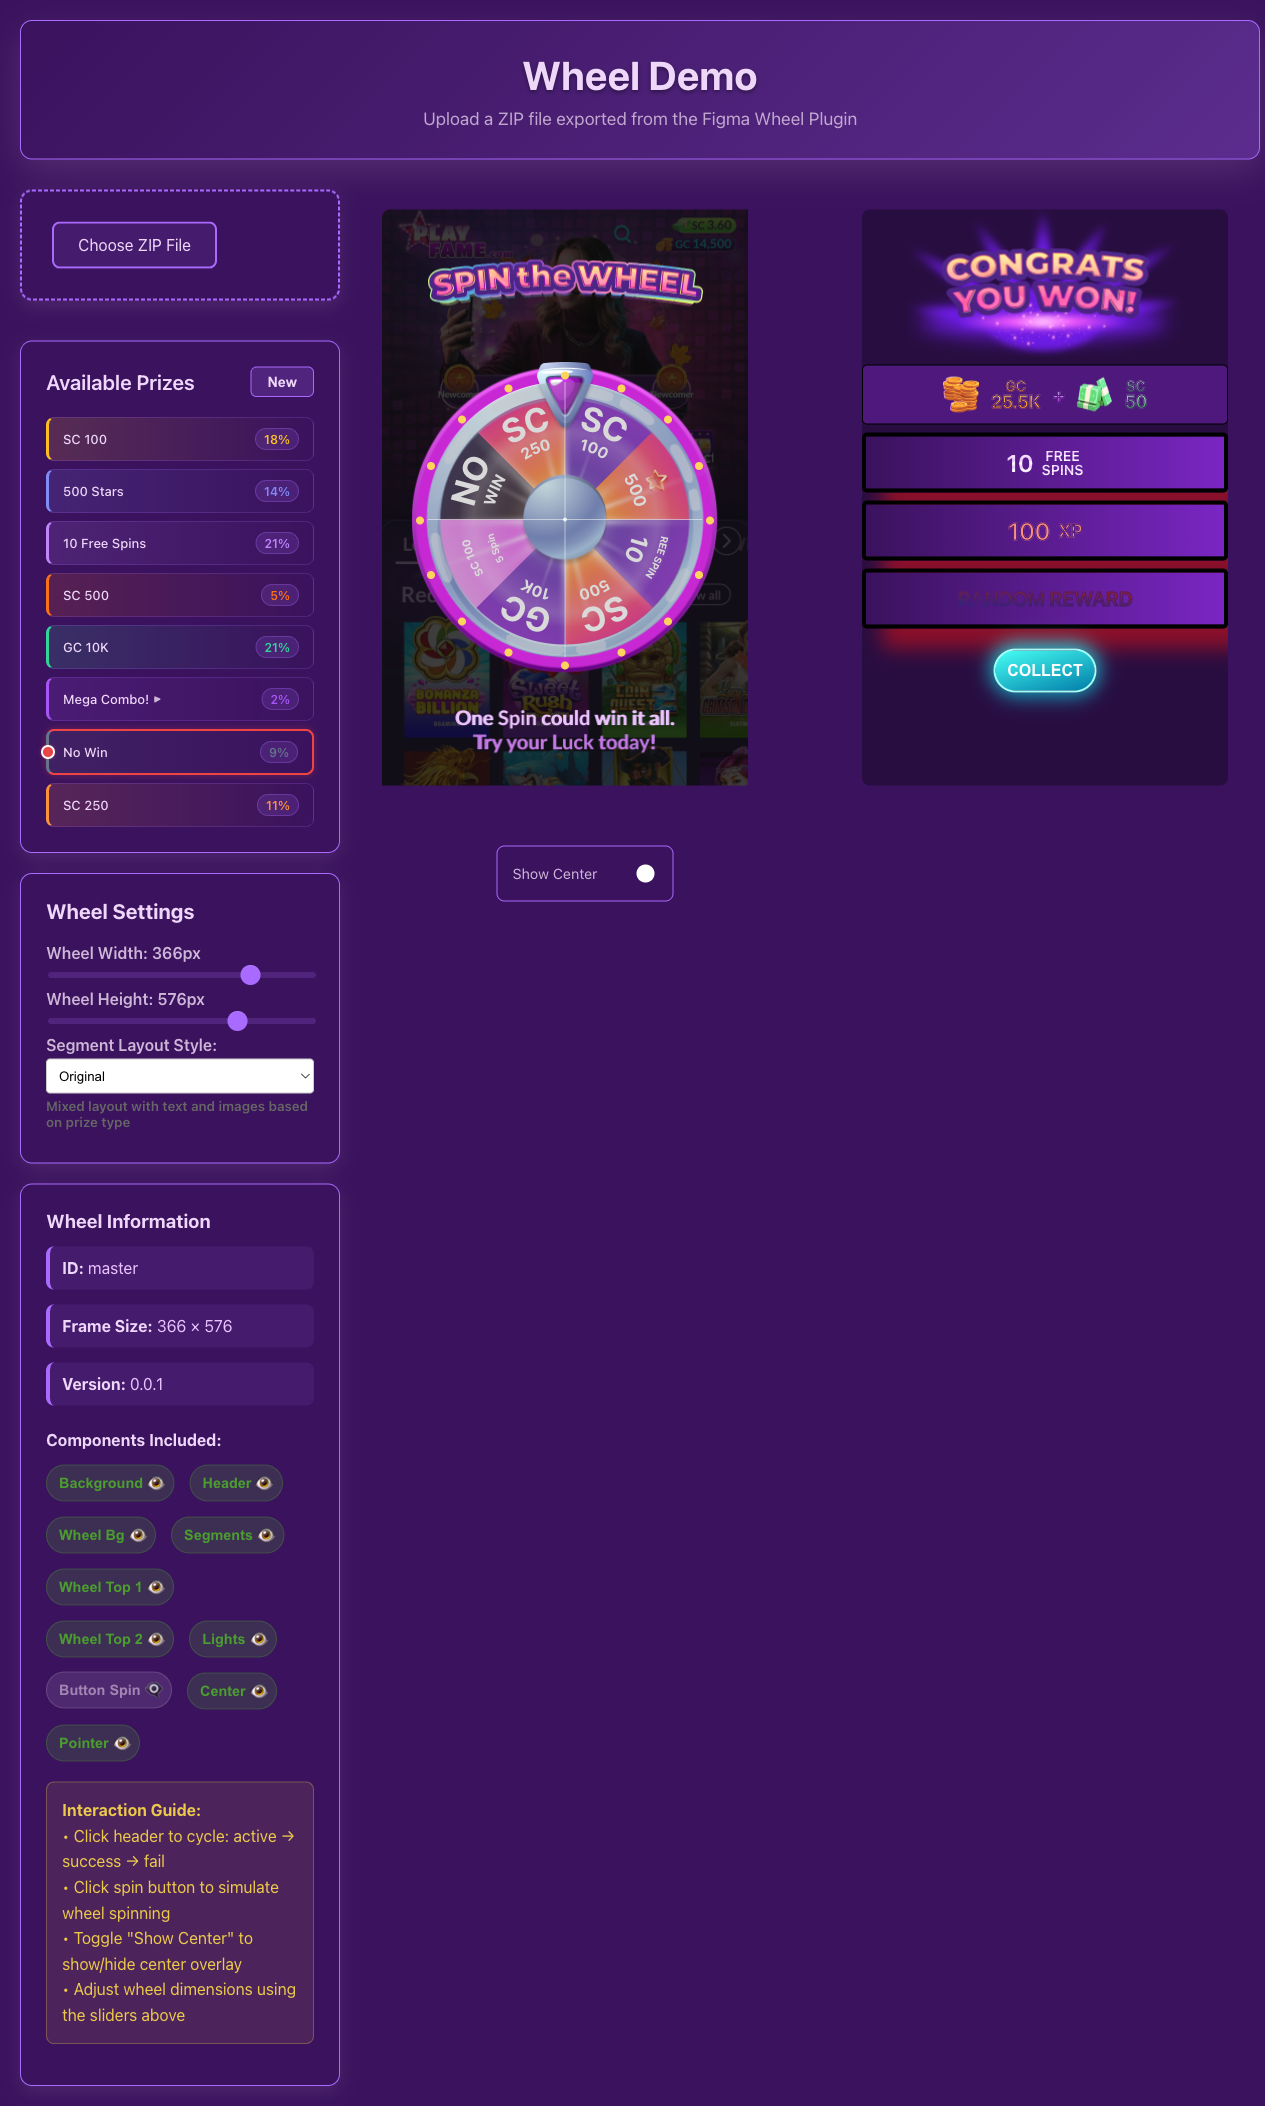 Wheel Demo
Upload a ZIP file exported from the Figma Wheel Plugin
Choose ZIP File
Available Prizes
New
SC 100
18%
500 Stars
14%
10 Free Spins
21%
SC 500
5%
GC 10K
21%
Mega Combo! ▸
2%
No Win
9%
SC 250
11%
Wheel Settings
Wheel Width: 366px
Wheel Height: 576px
Segment Layout Style:
Original
Mixed layout with text and images based
on prize type
Wheel Information
ID: master
Frame Size: 366 × 576
Version: 0.0.1
Components Included:
Background
Header
Wheel Bg
Segments
Wheel Top 1
Wheel Top 2
Lights
Button Spin
Center
Pointer
Interaction Guide:
• Click header to cycle: active →
success → fail
• Click spin button to simulate
wheel spinning
• Toggle "Show Center" to
show/hide center overlay
• Adjust wheel dimensions using
the sliders above
PLAY
FAME.COM
SC 3.60
GC 14,500
SPIN the WHEEL
SC
250
SC
100
500
10
REE SPIN
SC
500
GC
10K
SC 100
5 Spin
NO
WIN
BONANZA
BILLION
Sweet
Rush
COIN
One Spin could win it all.
Try your Luck today!
Show Center
CONGRATS
YOU WON!
GC
25.5K
+
SC
50
10
FREE
SPINS
100 XP
RANDOM REWARD
COLLECT